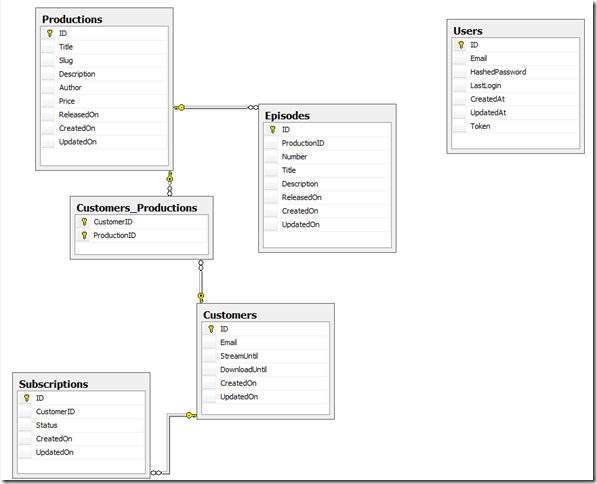 Productions
ID
Title
Slug
Description
Author
Price
ReleasedOn
CreatedOn
UpdatedOn
Users
ID
Email
HashedPassword
LastLogin
CreatedAt
UpdatedAt
Token
Episodes
ID
ProductionID
Number
Title
Description
ReleasedOn
CreatedOn
UpdatedOn
Customers_Productions
CustomerID
ProductionID
Customers
ID
Email
StreamUntil
DownloadUntil
CreatedOn
UpdatedOn
Subscriptions
ID
CustomerID
Status
CreatedOn
UpdatedOn